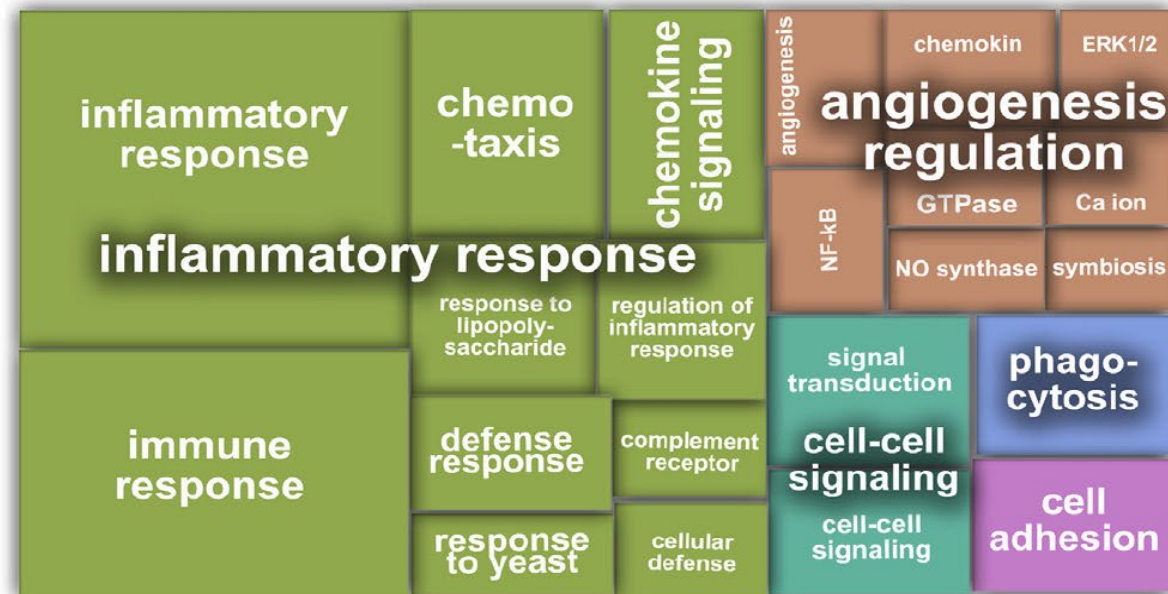 inflammatory
response
chemo
-taxis
chemokine
signaling
inflammatory response
response to
lipopoly-
saccharide
regulation of
inflammatory
response
immune
response
defense
response
complement
receptor
response
to yeast
cellular
defense
angiogenesis
chemokin
ERK1/2
angiogenesis
regulation
NF-kB
GTPase
Ca ion
NO synthase
symbiosis
signal
transduction
cell-cell
signaling
cell-cell
signaling
phago-
cytosis
cell
adhesion